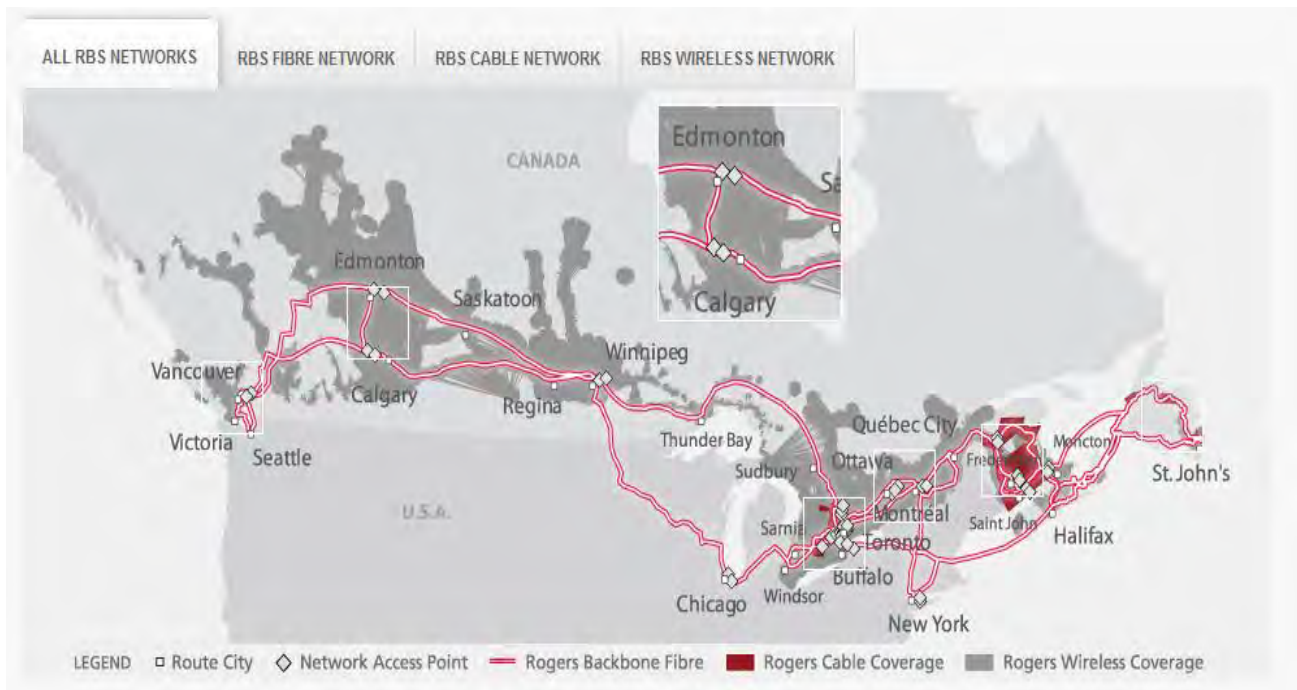 ALL RBS NETWORKS
RBS FIBRE NETWORK
RBS CABLE NETWORK
RBS WIRELESS NETWORK
CANADA
Edmonton
Calgary
Edmonton
Saskatoon
Vancouver
Winnipeg
Calgary
Regina
Victoria
Seattle
Thunder Bay
Québec City
Sudbury
Ottawa
Moncton
St. John's
U.S.A.
Sarnia
Montréal
Saint John
Halifax
Toronto
Buffalo
Chicago
Windsor
New York
LEGEND
Route City
Network Access Point
Rogers Backbone Fibre
Rogers Cable Coverage
Rogers Wireless Coverage